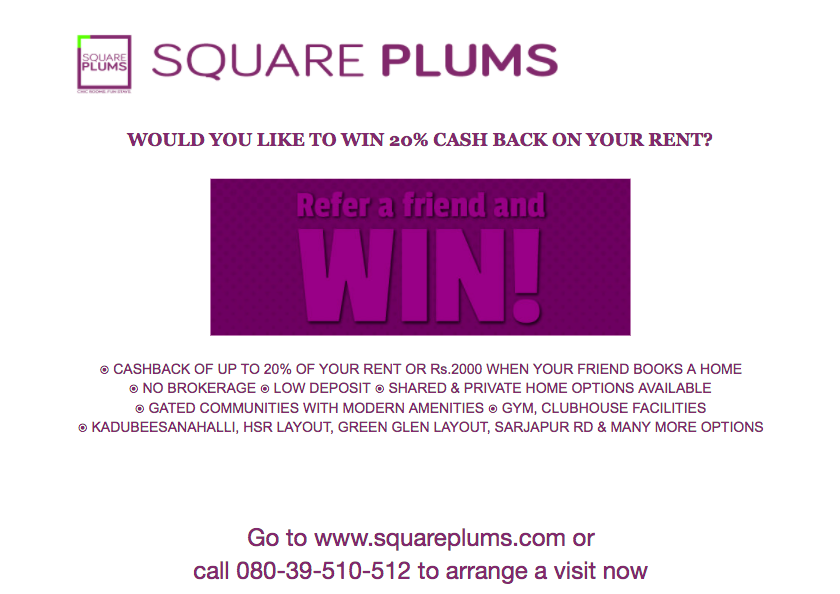 SQUARE
PLUMS
SQUARE PLUMS
WOULD YOU LIKE TO WIN 20% CASH BACK ON YOUR RENT?
Refer a friend and
WIN!
◉ CASHBACK OF UP TO 20% OF YOUR RENT OR Rs.2000 WHEN YOUR FRIEND BOOKS A HOME
◉ NO BROKERAGE ◉ LOW DEPOSIT ◉ SHARED & PRIVATE HOME OPTIONS AVAILABLE
◉ GATED COMMUNITIES WITH MODERN AMENITIES ◉ GYM, CLUBHOUSE FACILITIES
◉ KADUBEESANAHALLI, HSR LAYOUT, GREEN GLEN LAYOUT, SARJAPUR RD & MANY MORE OPTIONS
Go to www.squareplums.com or
call 080-39-510-512 to arrange a visit now